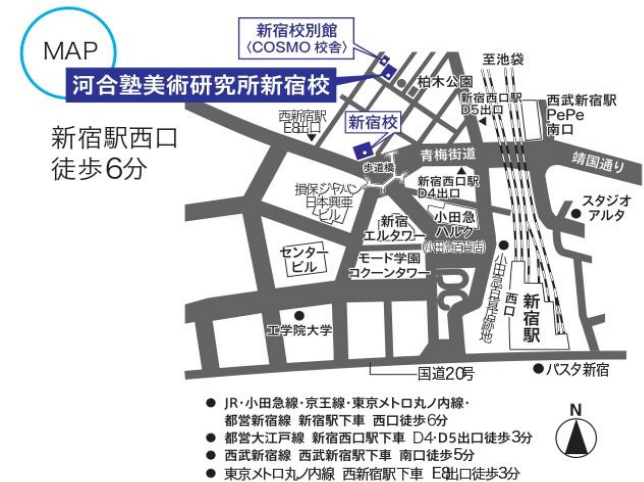 MAP
新宿校別館
〈COSMO 校舎〉
河合塾美術研究所新宿校
新宿駅西口
徒歩6分
至池袋
柏木公園
新宿西口駅
D5出口
西武新宿駅
PePe
南口
西新宿駅
E8出口
新宿校
歩道橋
青梅街道
靖国通り
新宿西口駅
D4出口
損保ジャパン
日本興亜
ビル
スタジオ
アルタ
新宿
エルタワー
小田急
ハルク
(小田急百貨店)
センター
ビル
モード学園
コクーンタワー
小田急百貨店跡地
西口
新宿駅
工学院大学
国道20号
バスタ新宿
● JR・小田急線・京王線・東京メトロ丸ノ内線・
都営新宿線 新宿駅下車 西口徒歩6分
● 都営大江戸線 新宿西口駅下車 D4・D5出口徒歩3分
● 西武新宿線 西武新宿駅下車 南口徒歩5分
● 東京メトロ丸ノ内線 西新宿駅下車 E8出口徒歩3分
N